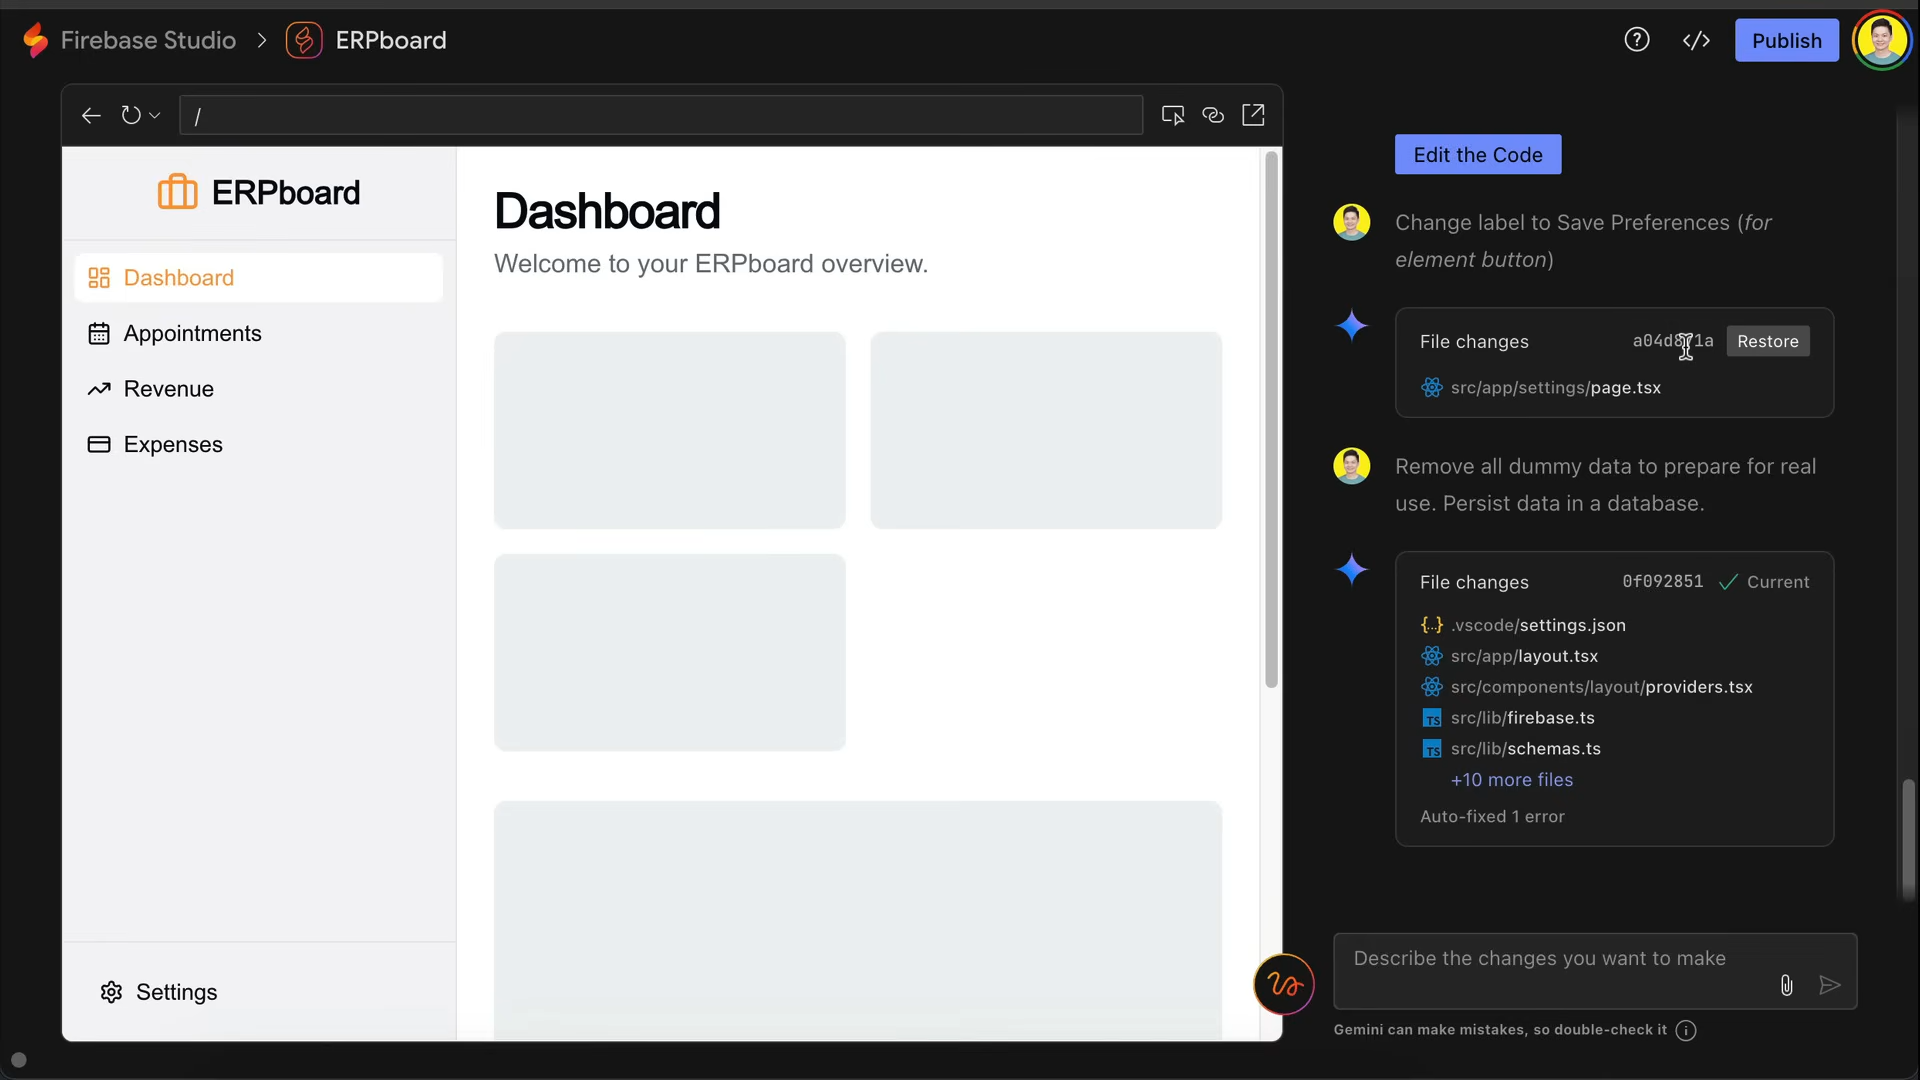 Firebase Studio > ERPboard
Publish
/
ERPboard
Dashboard
Appointments
Revenue
Expenses
Settings
Dashboard
Welcome to your ERPboard overview.
Edit the Code
Change label to Save Preferences (for
element button)
File changes
Restore
src/app/settings/page.tsx
Remove all dummy data to prepare for real
use. Persist data in a database.
File changes 0f092851 Current
{..} .vscode/settings.json
src/app/layout.tsx
src/components/layout/providers.tsx
TS src/lib/firebase.ts
TS src/lib/schemas.ts
+10 more files
Auto-fixed 1 error
Describe the changes you want to make
Gemini can make mistakes, so double-check it